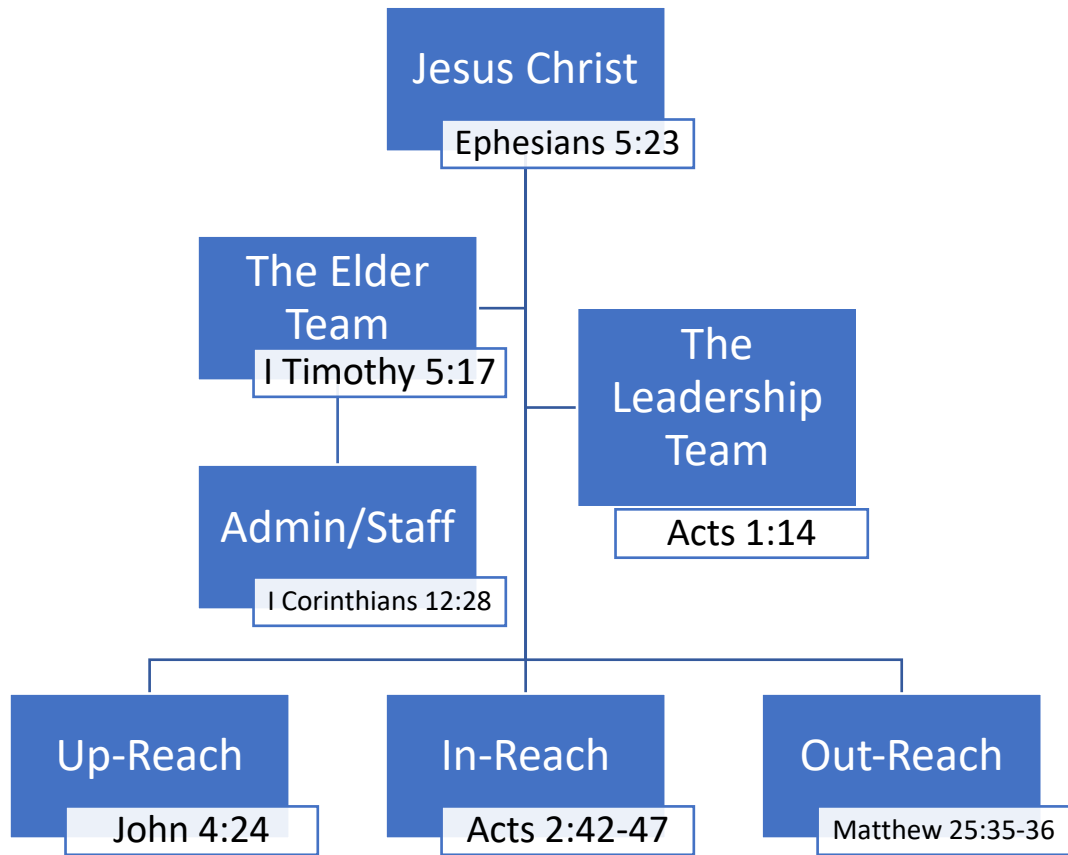 Jesus Christ
Ephesians 5:23
The Elder
Team
I Timothy 5:17
The
Leadership
Team
Acts 1:14
Admin/Staff
I Corinthians 12:28
Up-Reach
John 4:24
In-Reach
Acts 2:42-47
Out-Reach
Matthew 25:35-36